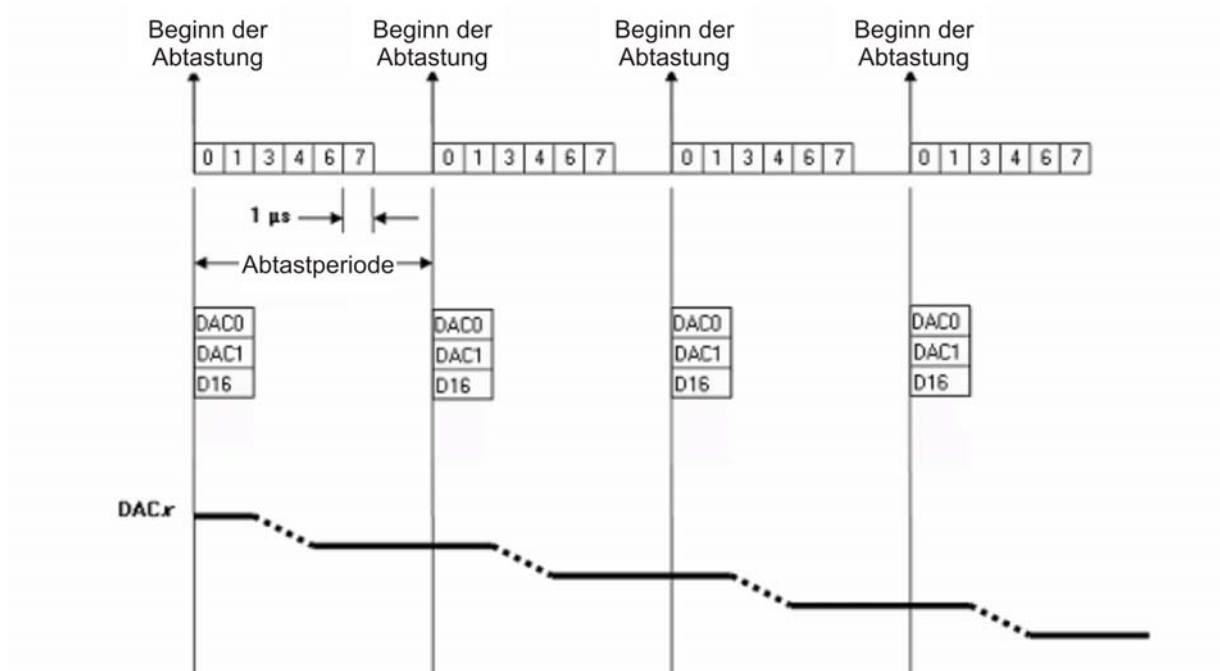 Beginn der Abtastung
Beginn der Abtastung
Beginn der Abtastung
Beginn der Abtastung
0 1 3 4 6 7
0 1 3 4 6 7
0 1 3 4 6 7
0 1 3 4 6 7
1 µs
Abtastperiode
DAC0
DAC1
D16
DAC0
DAC1
D16
DAC0
DAC1
D16
DAC0
DAC1
D16
DACx